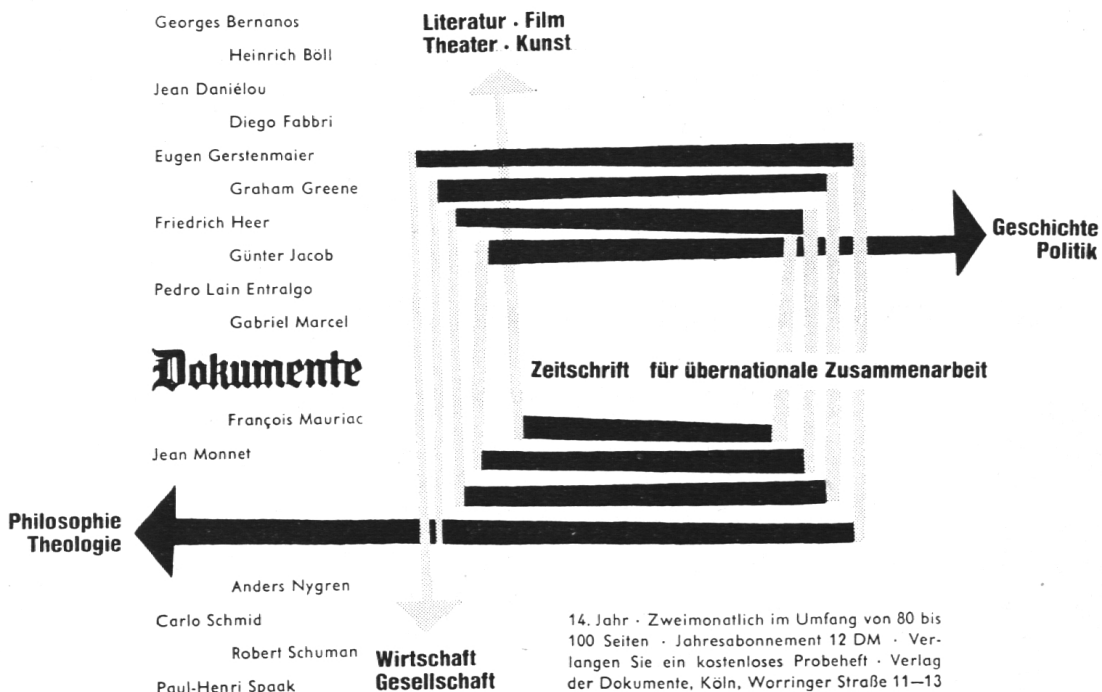 Georges Bernanos
Heinrich Böll
Jean Daniélou
Diego Fabbri
Eugen Gerstenmaier
Graham Greene
Friedrich Heer
Günter Jacob
Pedro Lain Entralgo
Gabriel Marcel
Dokumente
François Mauriac
Jean Monnet
Anders Nygren
Carlo Schmid
Robert Schuman
Paul-Henri Spaak
Literatur · Film
Theater · Kunst
Geschichte
Politik
Zeitschrift für übernationale Zusammenarbeit
Philosophie
Theologie
Wirtschaft
Gesellschaft
14. Jahr · Zweimonatlich im Umfang von 80 bis
100 Seiten · Jahresabonnement 12 DM · Ver-
langen Sie ein kostenloses Probeheft · Verlag
der Dokumente, Köln, Worringer Straße 11—13